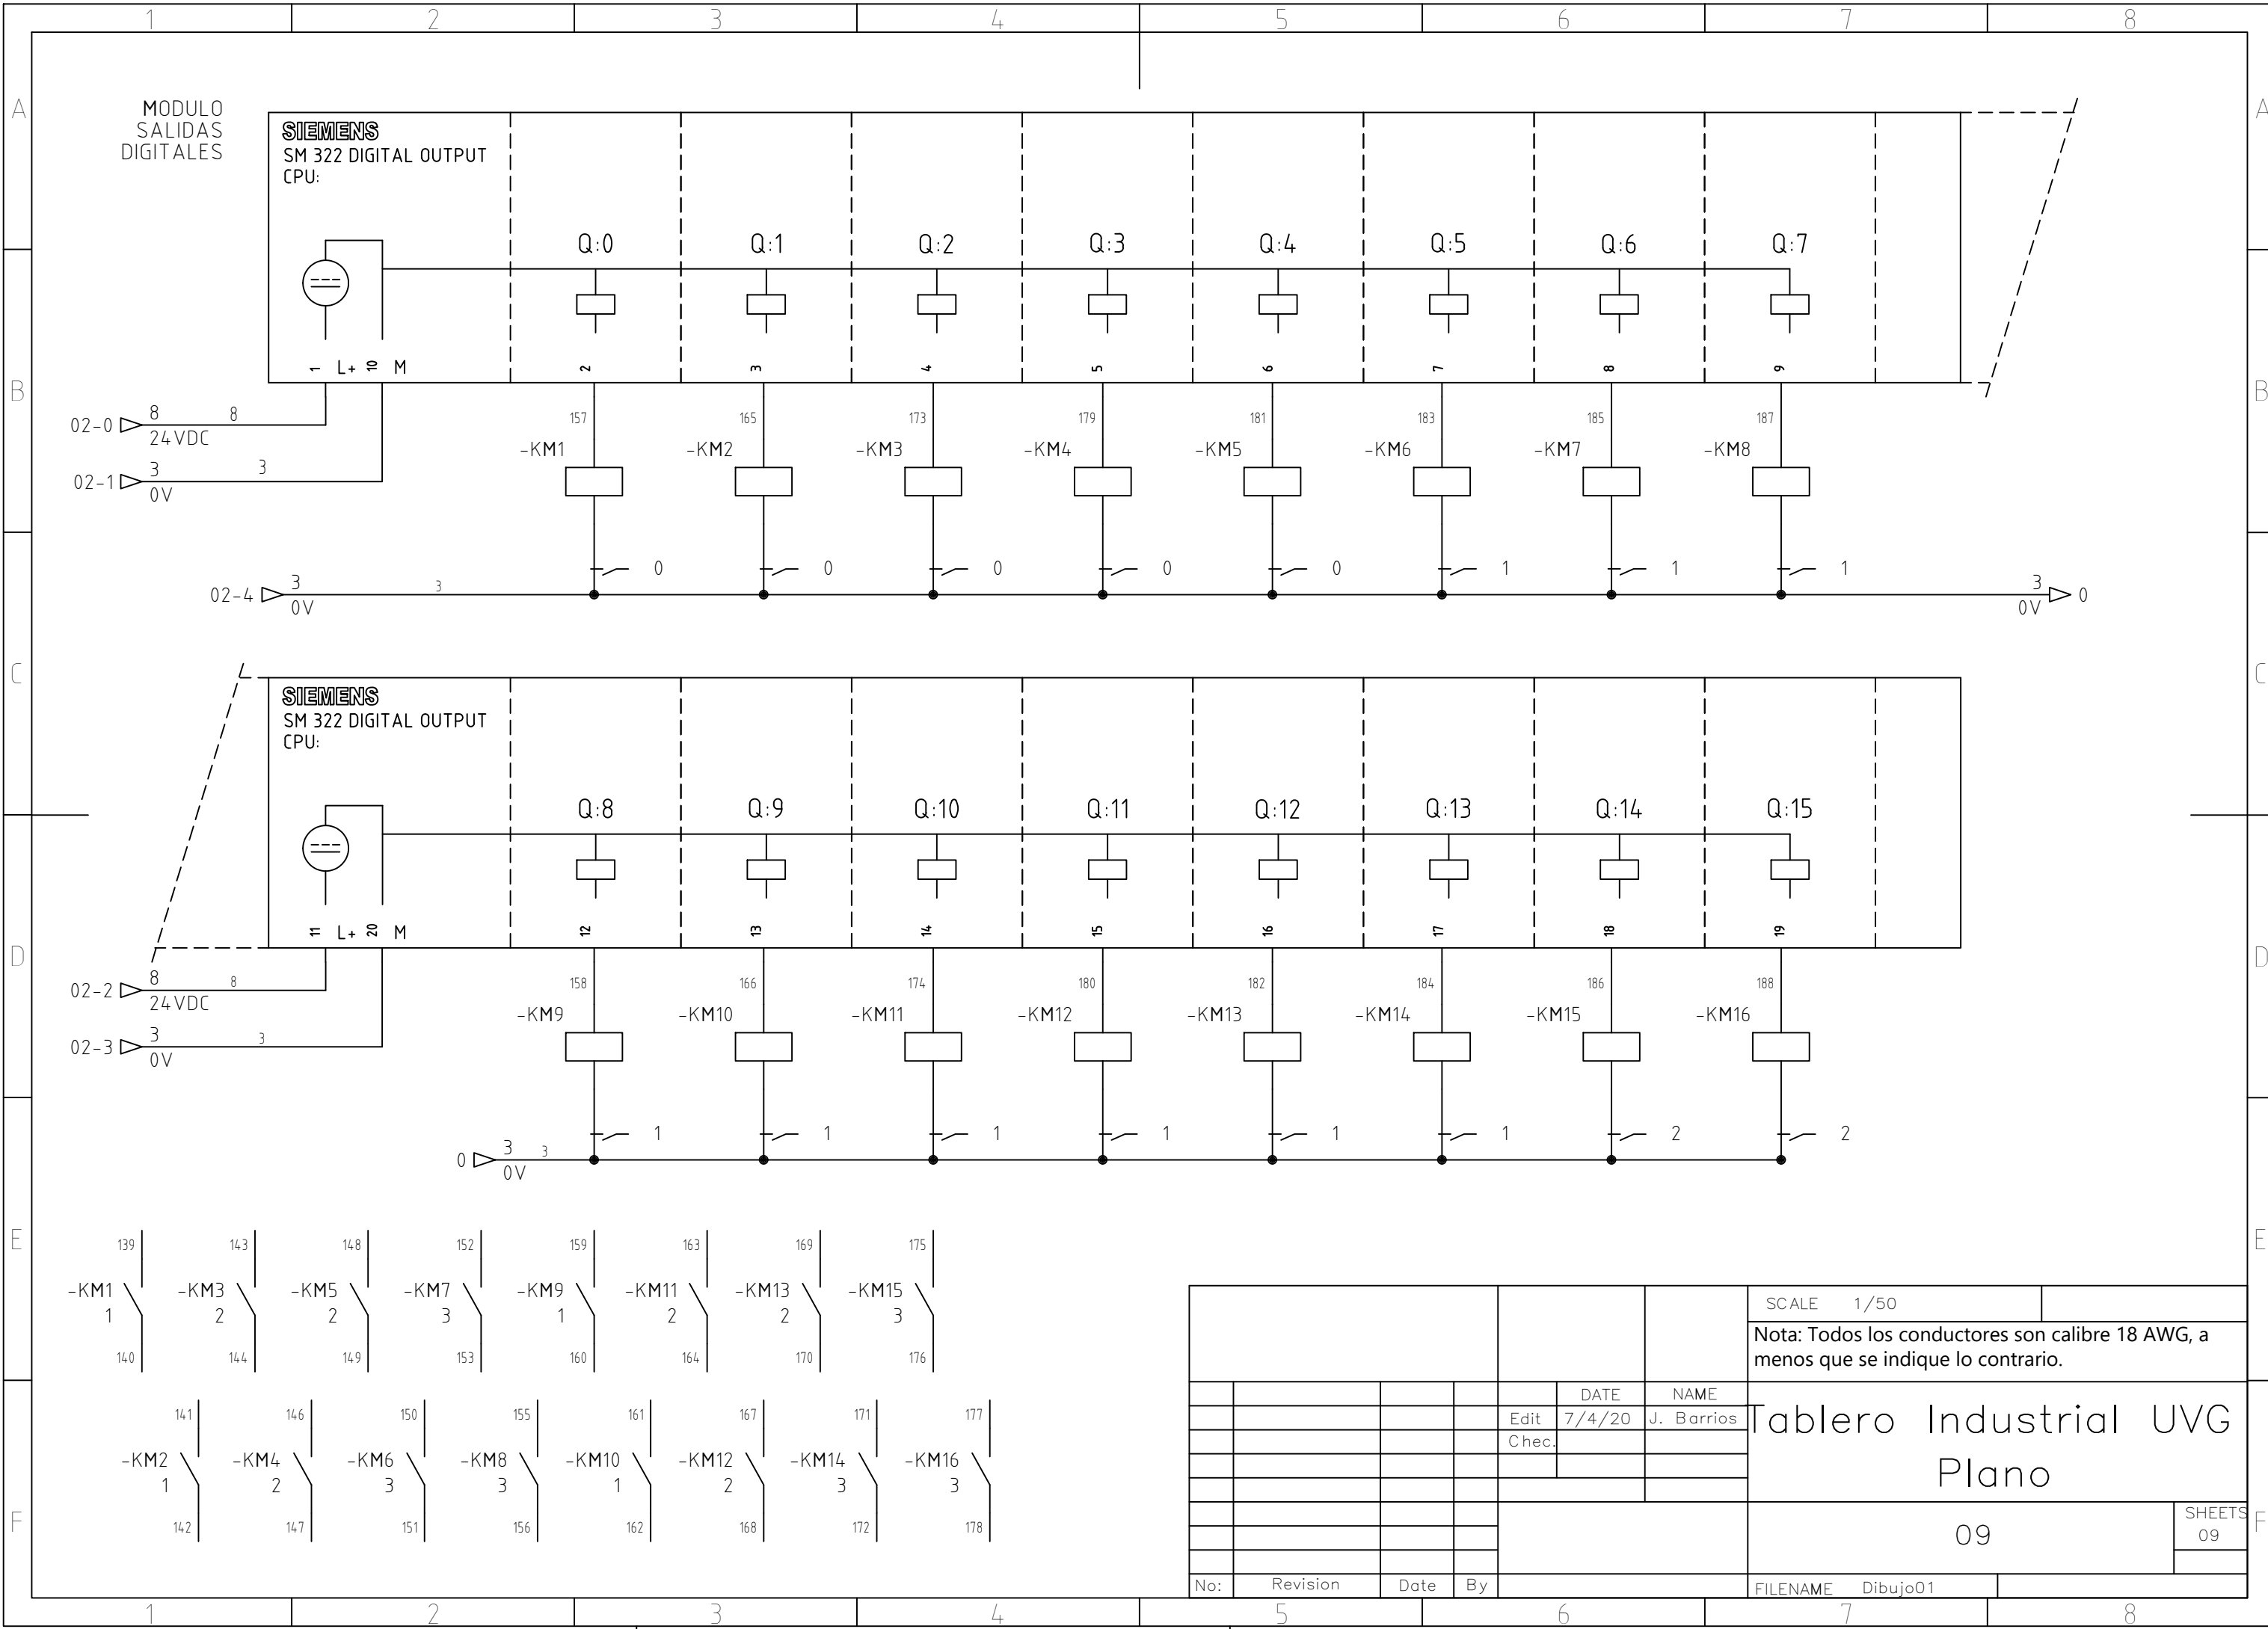 1 2 3 4 5 6 7 8
A A
MODULO
SALIDAS
DIGITALES
SIEMENS
SM 322 DIGITAL OUTPUT
CPU:
Q:0 Q:1 Q:2 Q:3 Q:4 Q:5 Q:6 Q:7
1 L+ 10 M 2 3 4 5 6 7 8 9
B B
02-0 8 8
24VDC
157 165 173 179 181 183 185 187
-KM1 -KM2 -KM3 -KM4 -KM5 -KM6 -KM7 -KM8
02-1 3 3
0V
0 0 0 0 0 1 1 1
02-4 3 3
0V
3 0
0V
C C
SIEMENS
SM 322 DIGITAL OUTPUT
CPU:
Q:8 Q:9 Q:10 Q:11 Q:12 Q:13 Q:14 Q:15
11 L+ 20 M 12 13 14 15 16 17 18 19
D D
02-2 8 8
24VDC
158 166 174 180 182 184 186 188
-KM9 -KM10 -KM11 -KM12 -KM13 -KM14 -KM15 -KM16
02-3 3 3
0V
1 1 1 1 1 1 2 2
0 3 3
0V
E E
139 143 148 152 159 163 169 175
-KM1 -KM3 -KM5 -KM7 -KM9 -KM11 -KM13 -KM15
1 2 2 3 1 2 2 3
140 144 149 153 160 164 170 176
141 146 150 155 161 167 171 177
-KM2 -KM4 -KM6 -KM8 -KM10 -KM12 -KM14 -KM16
1 2 3 3 1 2 3 3
142 147 151 156 162 168 172 178
F F
SCALE 1/50
Nota: Todos los conductores son calibre 18 AWG, a
menos que se indique lo contrario.
DATE NAME
Edit 7/4/20 J. Barrios
Chec.
Tablero Industrial UVG
Plano
09
SHEETS
09
No: Revision Date By
FILENAME Dibujo01
1 2 3 4 5 6 7 8